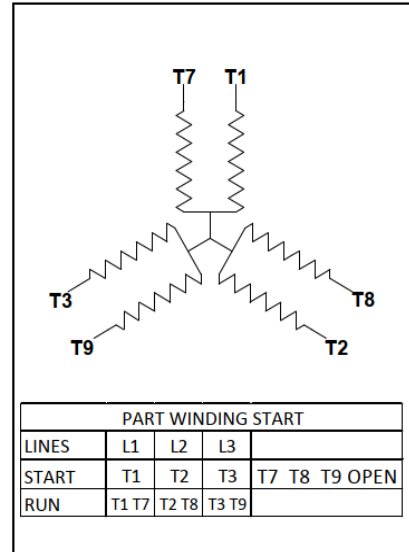 T7 T1
T3 T8
T9 T2
PART WINDING START
LINES L1 L2 L3
START T1 T2 T3 T7 T8 T9 OPEN
RUN T1 T7 T2 T8 T3 T9